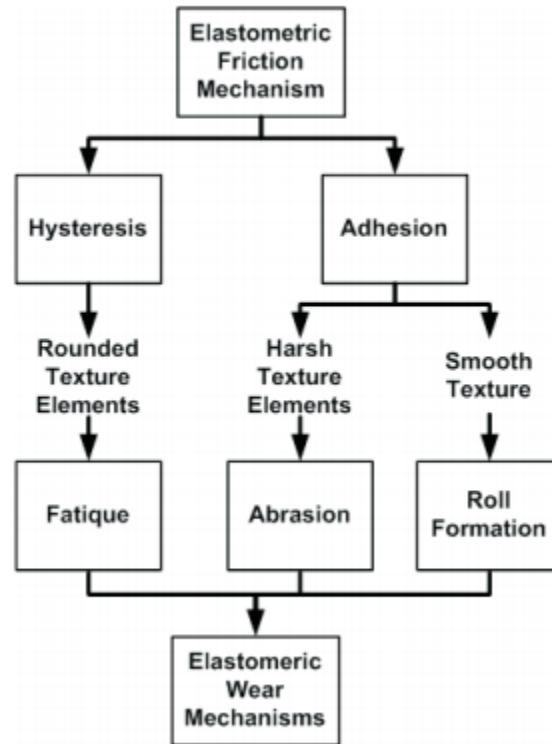 Elastometric
Friction
Mechanism
Hysteresis
Adhesion
Rounded
Texture
Elements
Harsh
Texture
Elements
Smooth
Texture
Fatique
Abrasion
Roll
Formation
Elastomeric
Wear
Mechanisms